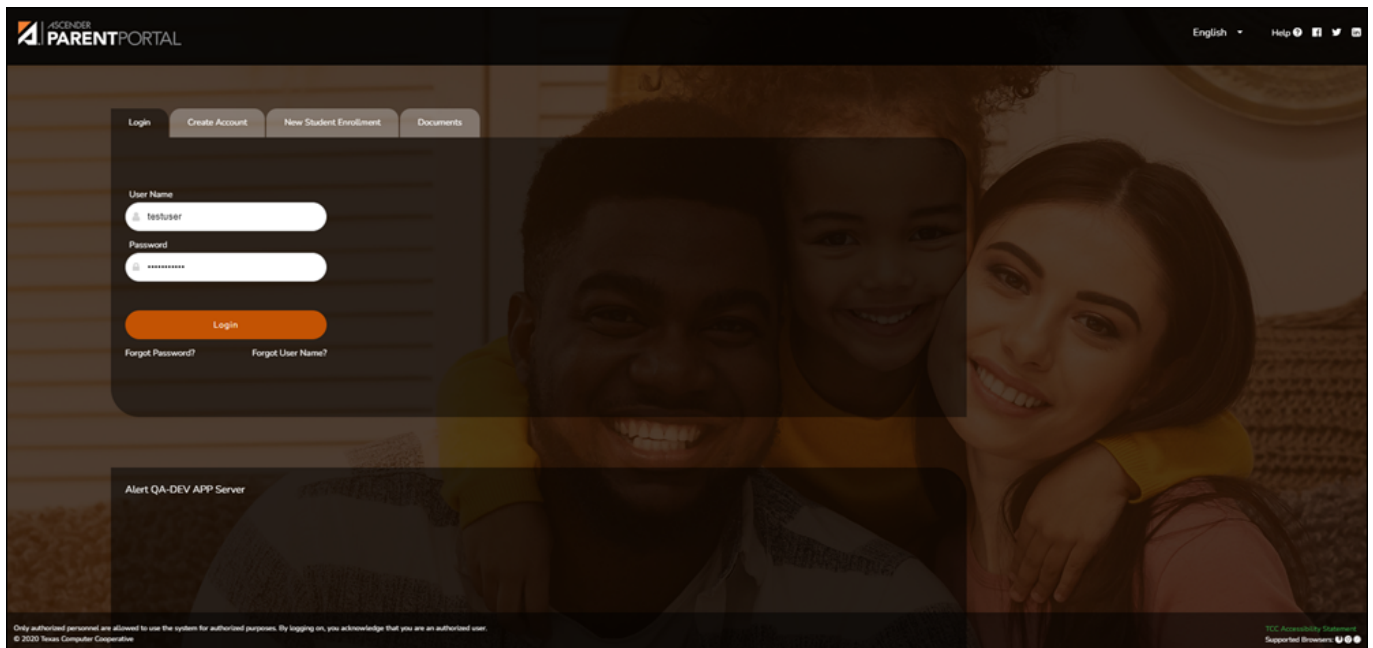 ASCENDER
PARENTPORTAL
English
Help
Login
Create Account
New Student Enrollment
Documents
User Name
testuser
Password
•••••••••••
Login
Forgot Password?
Forgot User Name?
Alert QA-DEV APP Server
Only authorized personnel are allowed to use the system for authorized purposes. By logging on, you acknowledge that you are an authorized user.
© 2020 Texas Computer Cooperative
TCC Accessibility Statement
Supported Browsers: